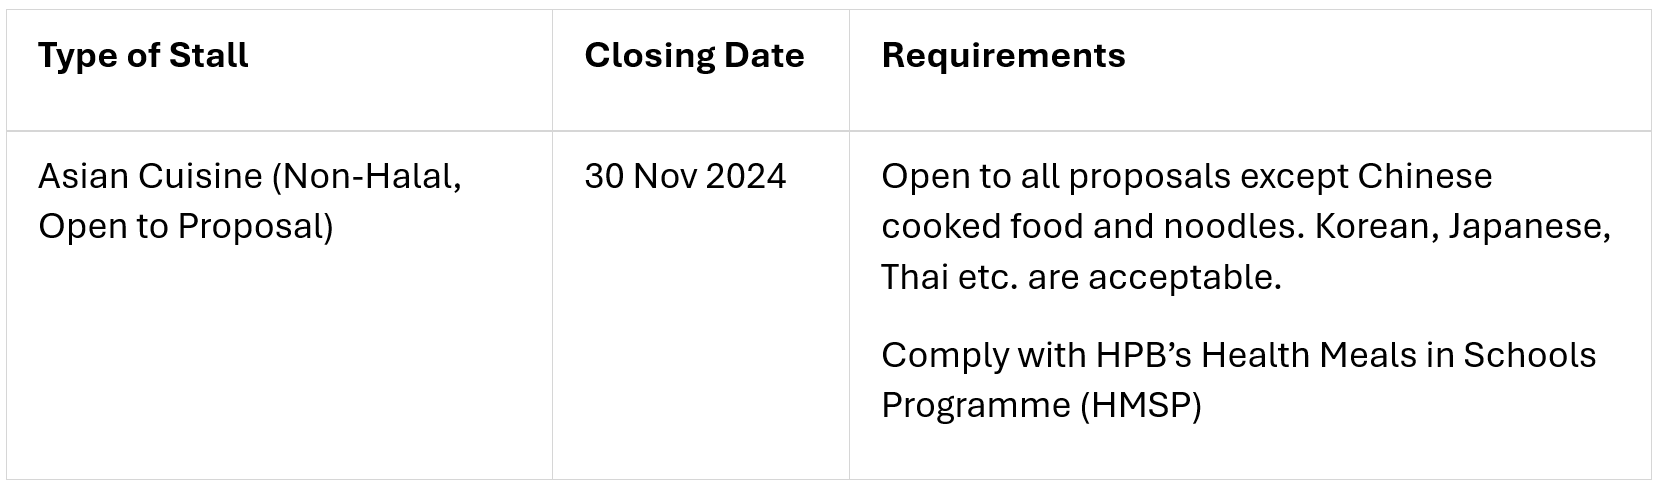 Type of Stall
Closing Date
Requirements
Asian Cuisine (Non-Halal,
Open to Proposal)
30 Nov 2024
Open to all proposals except Chinese
cooked food and noodles. Korean, Japanese,
Thai etc. are acceptable.
Comply with HPB’s Health Meals in Schools
Programme (HMSP)